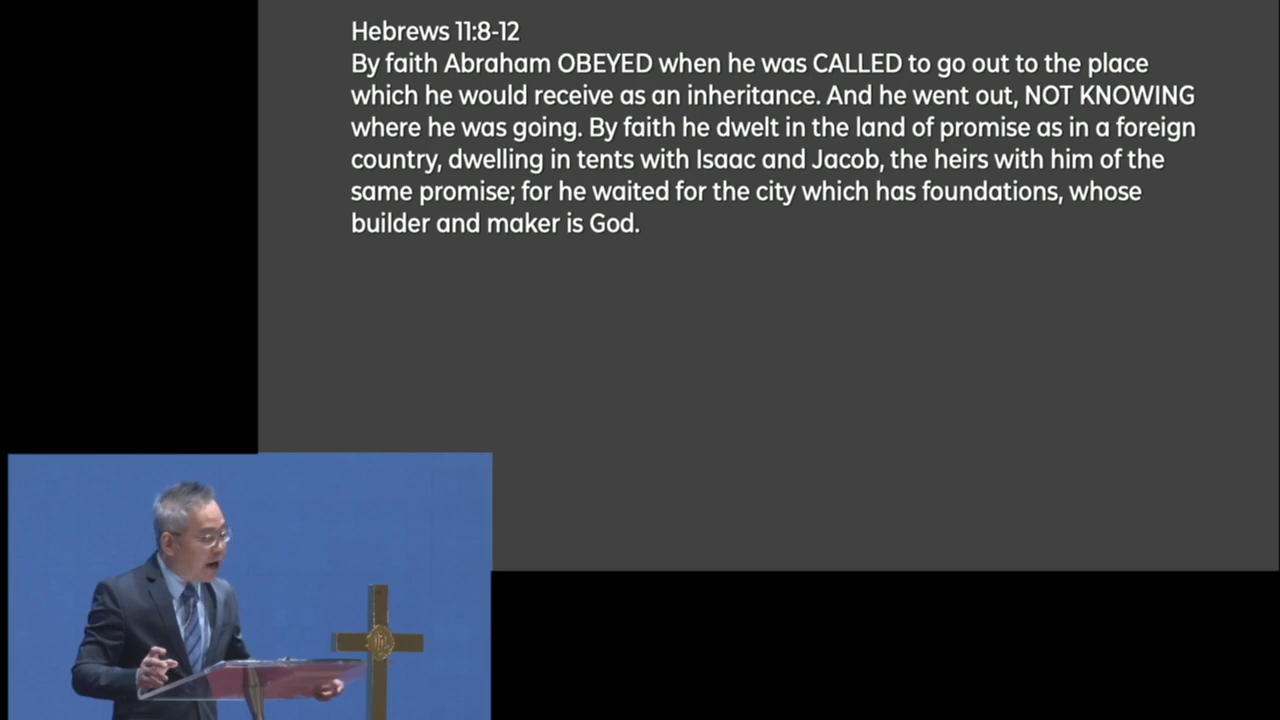 Hebrews 11:8-12
By faith Abraham OBEYED when he was CALLED to go out to the place
which he would receive as an inheritance. And he went out, NOT KNOWING
where he was going. By faith he dwelt in the land of promise as in a foreign
country, dwelling in tents with Isaac and Jacob, the heirs with him of the
same promise; for he waited for the city which has foundations, whose
builder and maker is God.